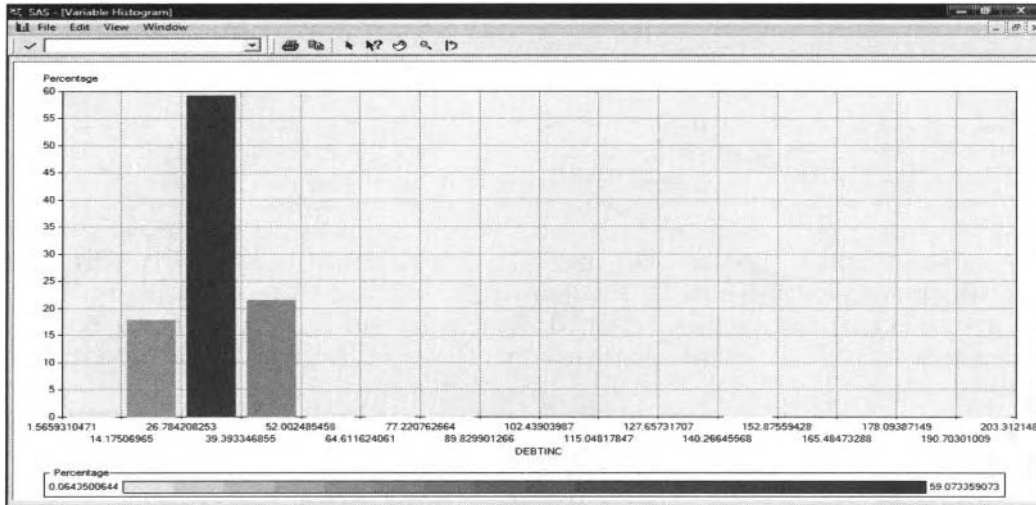 SAS - [Variable Histogram]
File Edit View Window
Percentage
60
55
50
45
40
35
30
25
20
15
10
5
0
1.5659310471 26.784208253 52.002485458 77.220762664 102.43903987 127.65731707 152.87559428 178.09387149 203.312148
14.17506965 39.393346855 64.611624061 89.829901266 115.04817847 140.26645568 165.48473288 190.70301009
DEBTINC
Percentage
0.0643500644 59.073359073